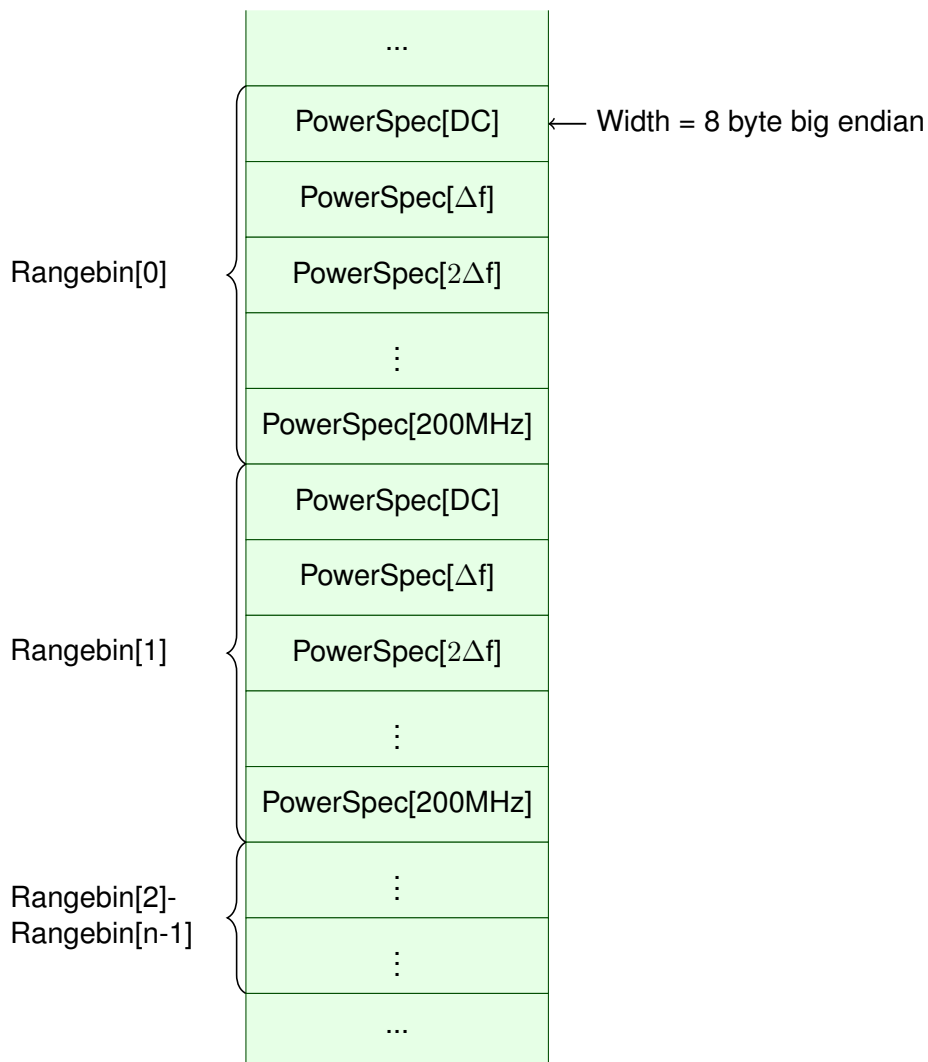 ...
PowerSpec[DC]
Width = 8 byte big endian
PowerSpec[Δf]
Rangebin[0]
PowerSpec[2Δf]
⋮
PowerSpec[200MHz]
PowerSpec[DC]
PowerSpec[Δf]
Rangebin[1]
PowerSpec[2Δf]
⋮
PowerSpec[200MHz]
Rangebin[2]-
Rangebin[n-1]
⋮
⋮
...